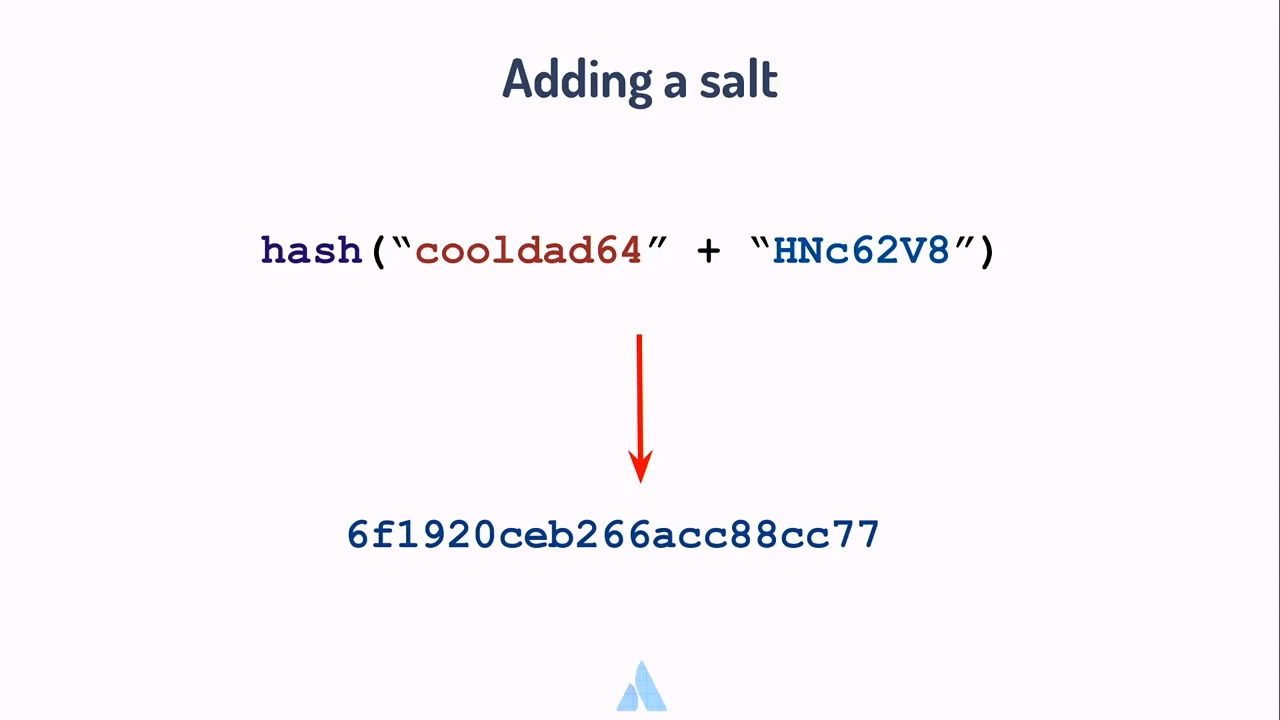 Adding a salt
hash(“cooldad64” + “HNc62V8”)
6f1920ceb266acc88cc77